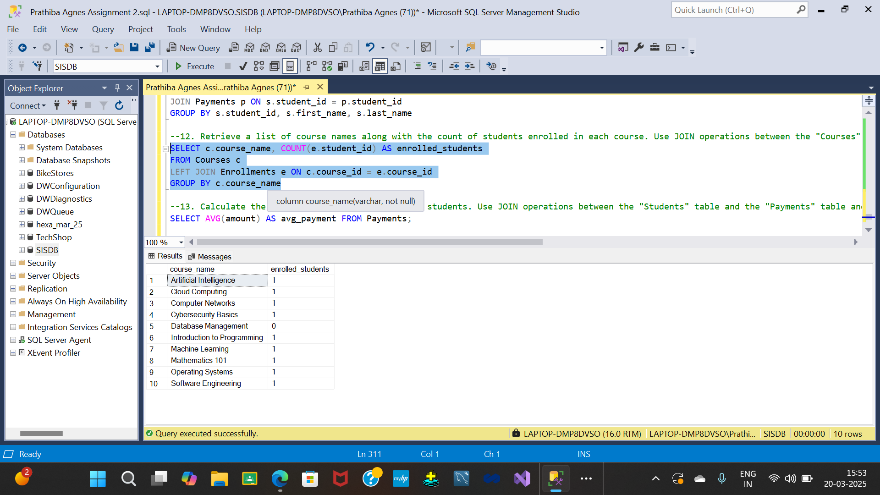 Prathiba Agnes Assignment 2.sql - LAPTOP-DMP8DVSO.SISDB (LAPTOP-DMP8DVSO\Prathiba Agnes (71))* - Microsoft SQL Server Management Studio
Quick Launch (Ctrl+Q)
File Edit View Query Project Tools Window Help
New Query
SISDB Execute
Object Explorer
Prathiba Agnes Assi...rathiba Agnes (71))*
Connect
LAPTOP-DMP8DVSO (SQL Serve
Databases
System Databases
Database Snapshots
BikeStores
DWConfiguration
DWDiagnostics
DWQueue
hexa_mar_25
TechShop
SISDB
Security
Server Objects
Replication
Always On High Availability
Management
Integration Services Catalogs
SQL Server Agent
XEvent Profiler
JOIN Payments p ON s.student_id = p.student_id
GROUP BY s.student_id, s.first_name, s.last_name
--12. Retrieve a list of course names along with the count of students enrolled in each course. Use JOIN operations between the "Courses"
SELECT c.course_name, COUNT(e.student_id) AS enrolled_students
FROM Courses c
LEFT JOIN Enrollments e ON c.course_id = e.course_id
GROUP BY c.course_name
column course_name(varchar, not null)
--13. Calculate the students. Use JOIN operations between the "Students" table and the "Payments" table an
SELECT AVG(amount) AS avg_payment FROM Payments;
100 %
Results Messages
course_name enrolled_students
1 Artificial Intelligence 1
2 Cloud Computing 1
3 Computer Networks 1
4 Cybersecurity Basics 1
5 Database Management 0
6 Introduction to Programming 1
7 Machine Learning 1
8 Mathematics 101 1
9 Operating Systems 1
10 Software Engineering 1
Query executed successfully.
LAPTOP-DMP8DVSO (16.0 RTM) LAPTOP-DMP8DVSO\Prathi... SISDB 00:00:00 10 rows
Ready Ln 311 Col 1 Ch 1 INS
2
ENG
IN
15:53
20-03-2025